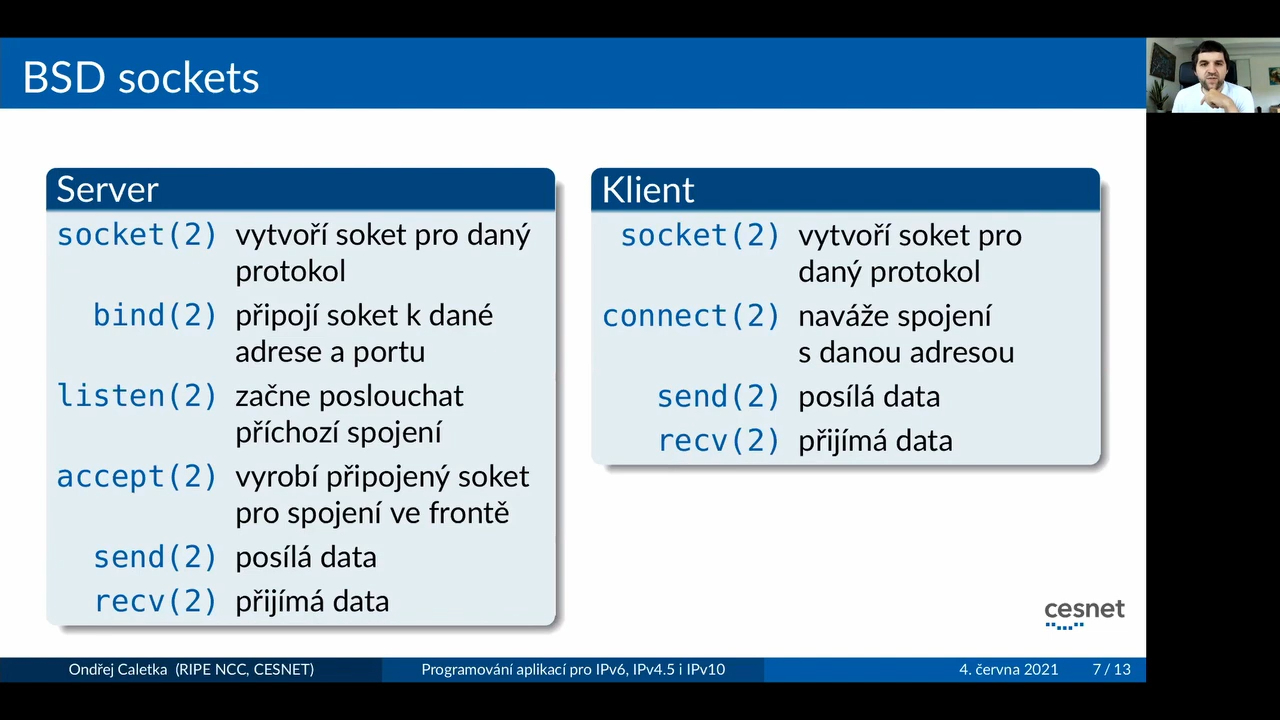 BSD sockets
Server
socket(2) vytvoří soket pro daný
protokol
bind(2) připojí soket k dané
adrese a portu
listen(2) začne poslouchat
příchozí spojení
accept(2) vyrobí připojený soket
pro spojení ve frontě
send(2) posílá data
recv(2) přijímá data
Klient
socket(2) vytvoří soket pro
daný protokol
connect(2) naváže spojení
s danou adresou
send(2) posílá data
recv(2) přijímá data
cesnet
Ondřej Caletka (RIPE NCC, CESNET) Programování aplikací pro IPv6, IPv4.5 i IPv10 4. června 2021 7 / 13